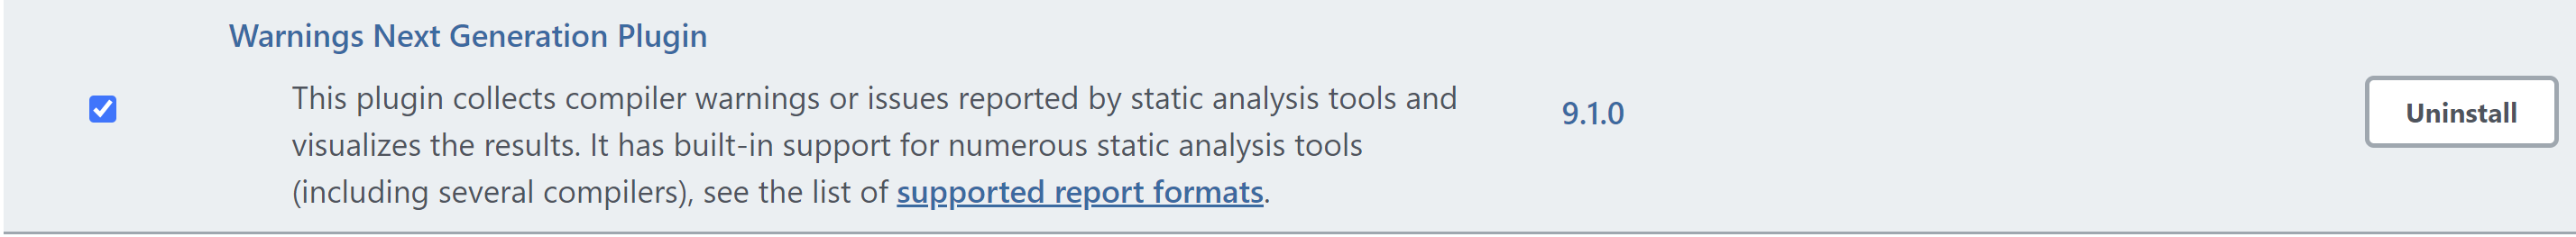 Warnings Next Generation Plugin
This plugin collects compiler warnings or issues reported by static analysis tools and
visualizes the results. It has built-in support for numerous static analysis tools
(including several compilers), see the list of supported report formats.
9.1.0
Uninstall